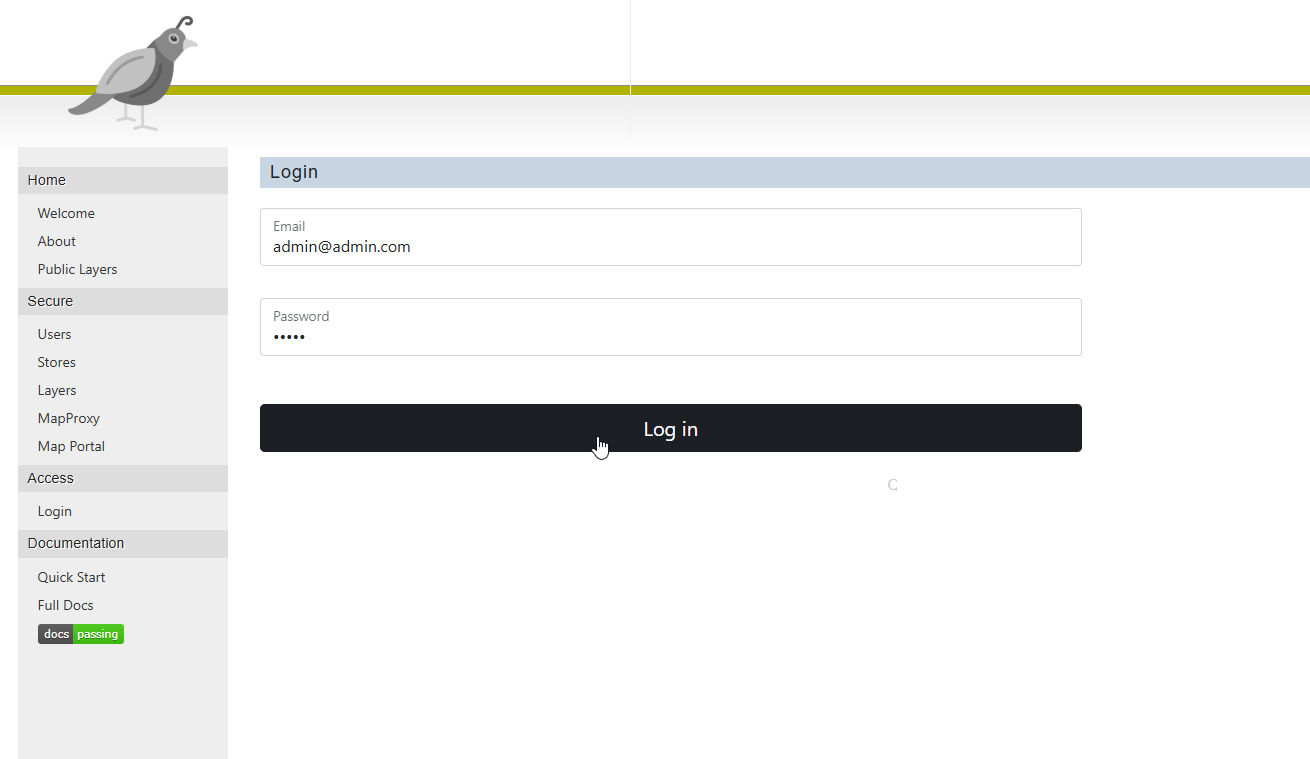 Home
Welcome
About
Public Layers
Secure
Users
Stores
Layers
MapProxy
Map Portal
Access
Login
Documentation
Quick Start
Full Docs
docs passing
Login
Email
admin@admin.com
Password
•••••
Log in